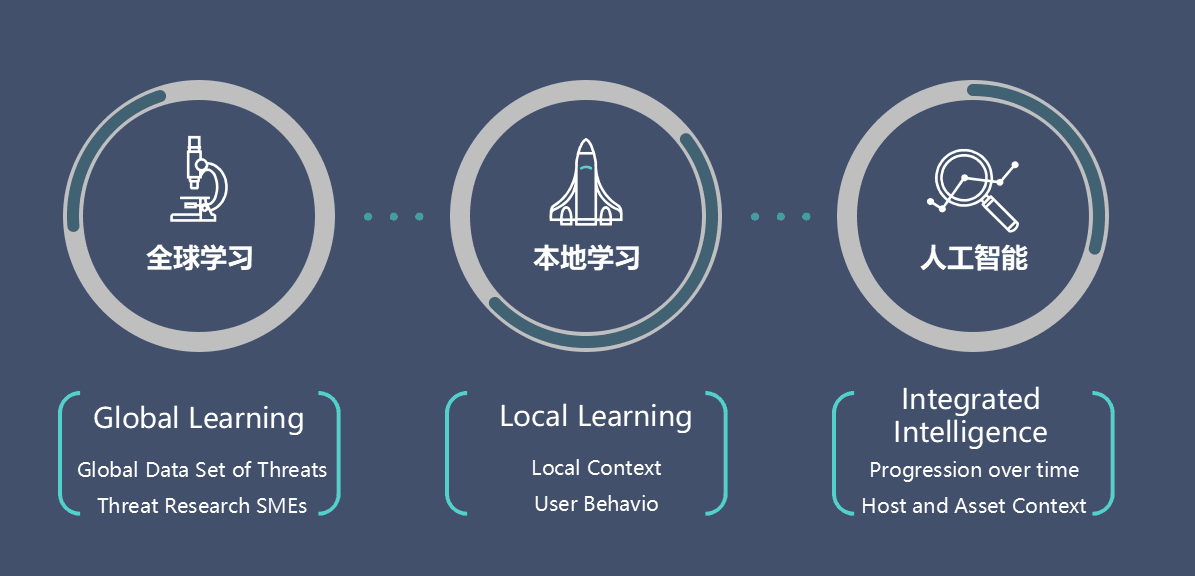 全球学习
本地学习
人工智能
Global Learning
Global Data Set of Threats
Threat Research SMEs
Local Learning
Local Context
User Behavio
Integrated
Intelligence
Progression over time
Host and Asset Context